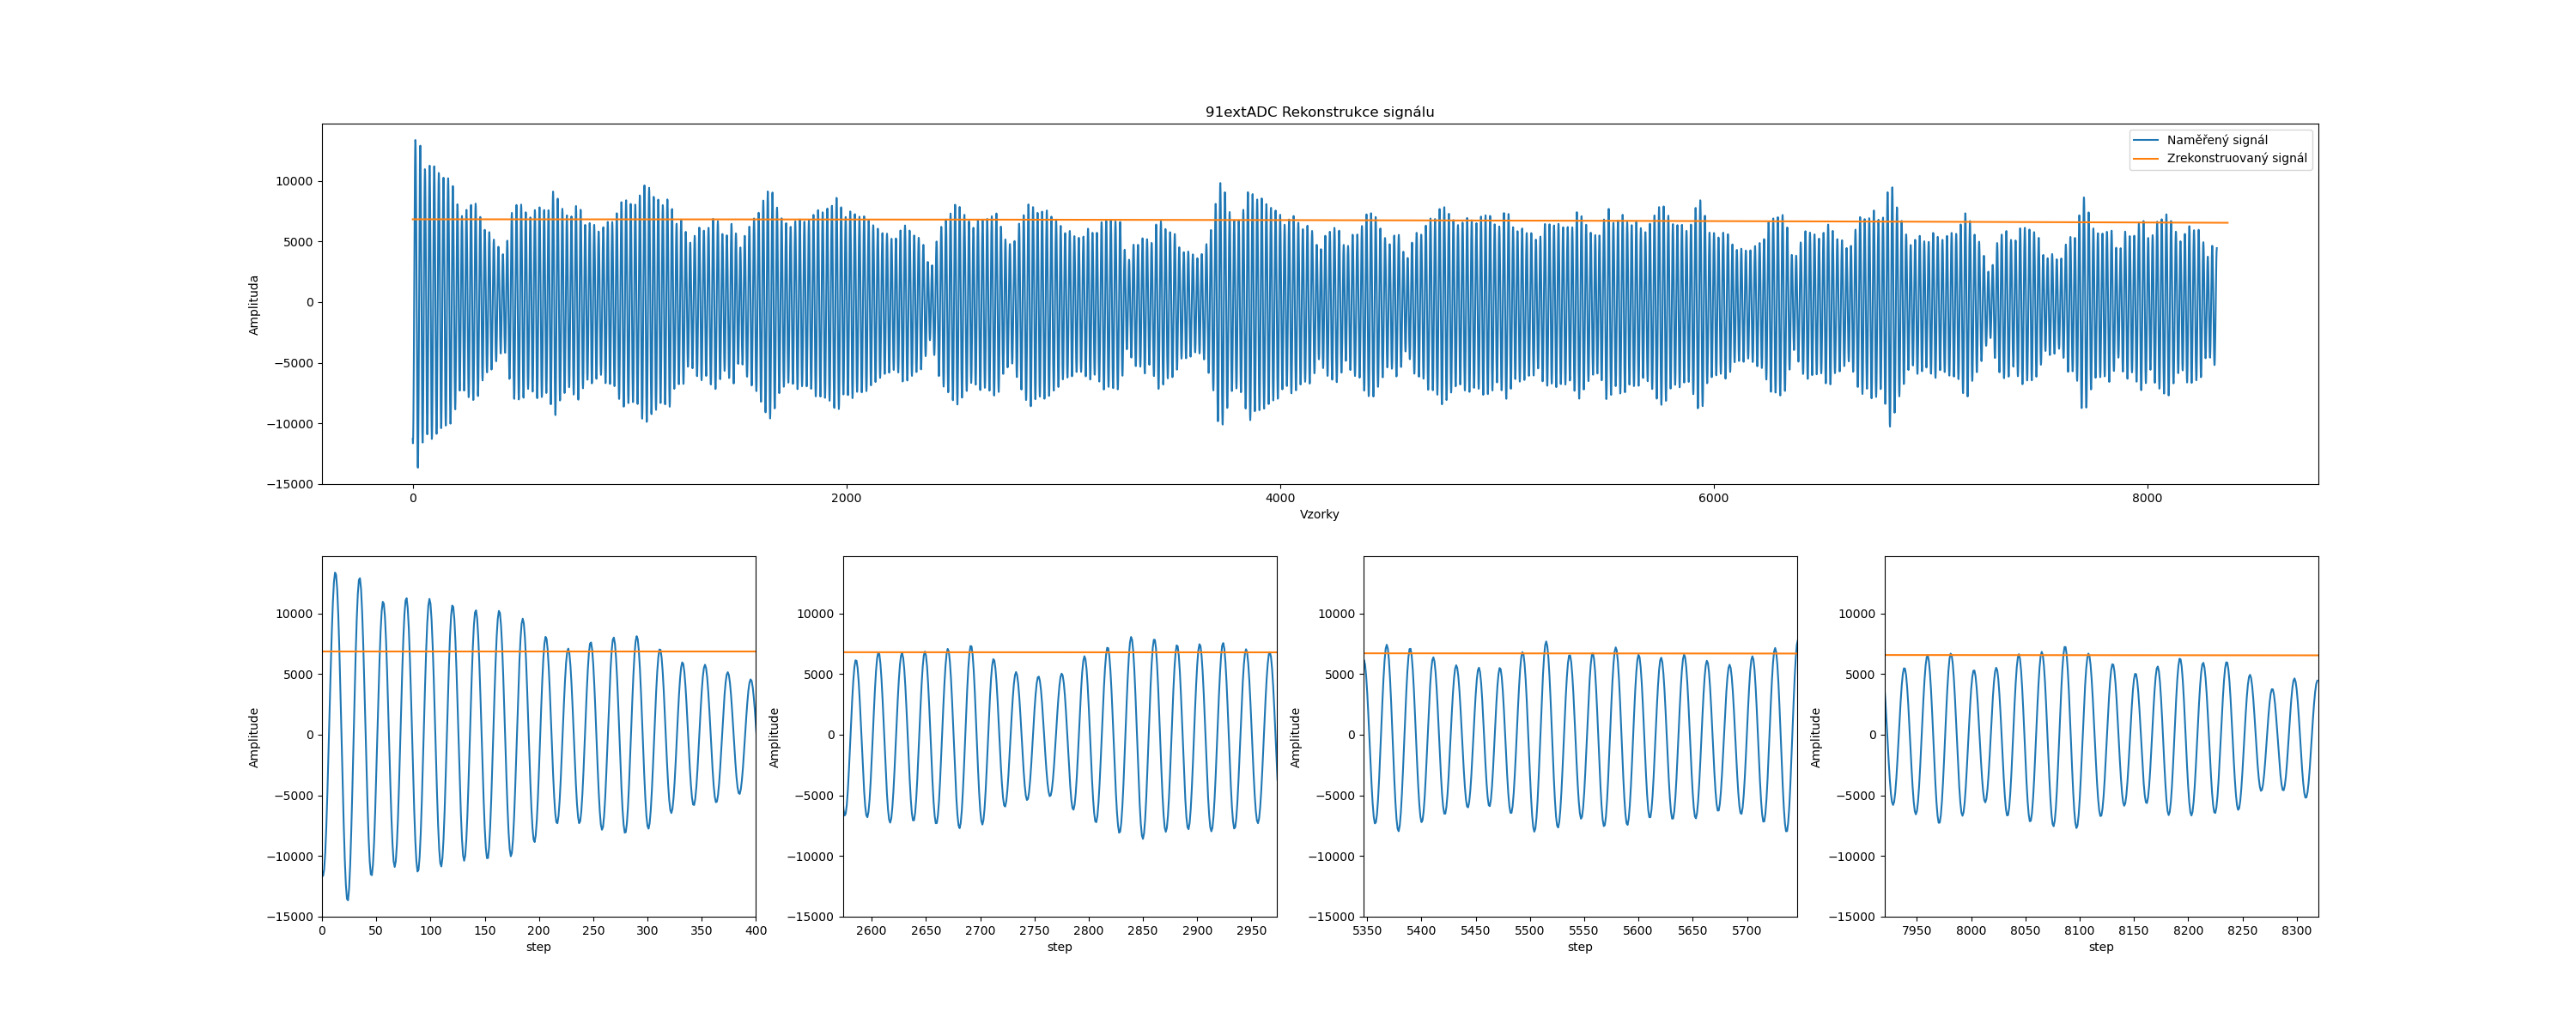 91extADC Rekonstrukce signálu
Naměřený signál
Zrekonstruovaný signál
Amplituda
10000
5000
0
−5000
−10000
−15000
0 2000 4000 6000 8000
Vzorky
Amplitude
10000
5000
0
−5000
−10000
−15000
0 50 100 150 200 250 300 350 400
step
Amplitude
10000
5000
0
−5000
−10000
−15000
2600 2650 2700 2750 2800 2850 2900 2950
step
Amplitude
10000
5000
0
−5000
−10000
−15000
5350 5400 5450 5500 5550 5600 5650 5700
step
Amplitude
10000
5000
0
−5000
−10000
−15000
7950 8000 8050 8100 8150 8200 8250 8300
step